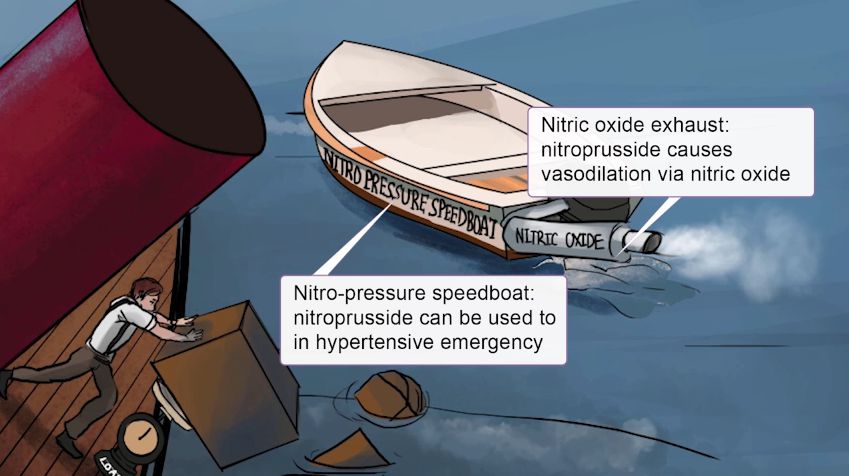 Nitric oxide exhaust:
nitroprusside causes
vasodilation via nitric oxide
NITRO PRESSURE SPEEDBOAT
NITRIC OXIDE
Nitro-pressure speedboat:
nitroprusside can be used to
in hypertensive emergency